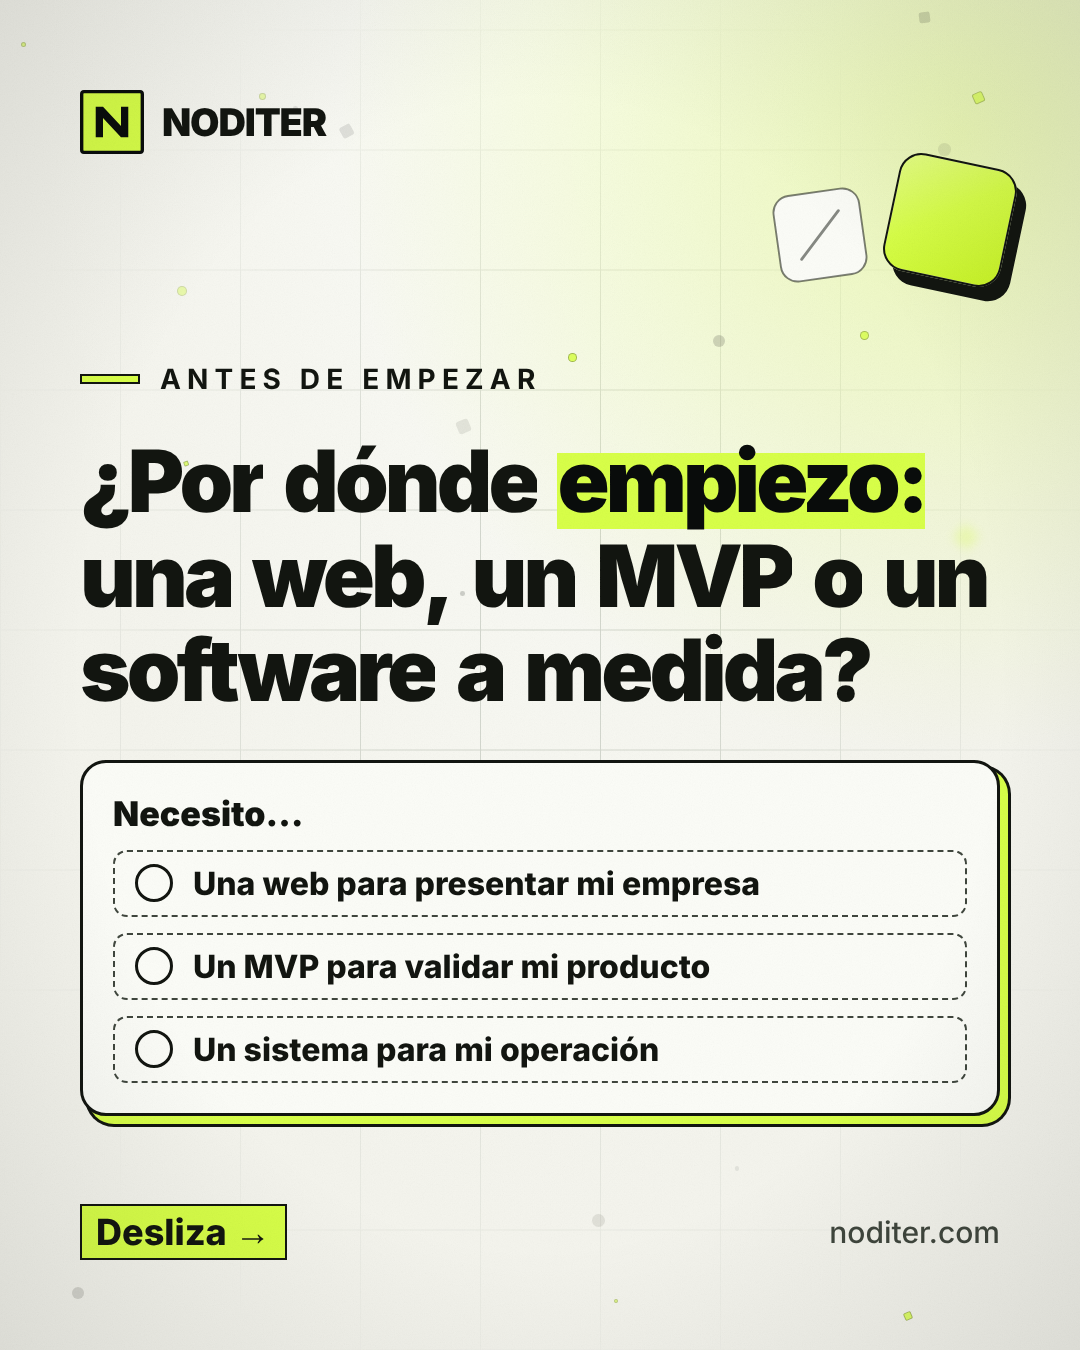 N NODITER
ANTES DE EMPEZAR
¿Por dónde empiezo:
una web, un MVP o un
software a medida?
Necesito...
Una web para presentar mi empresa
Un MVP para validar mi producto
Un sistema para mi operación
Desliza →
noditer.com